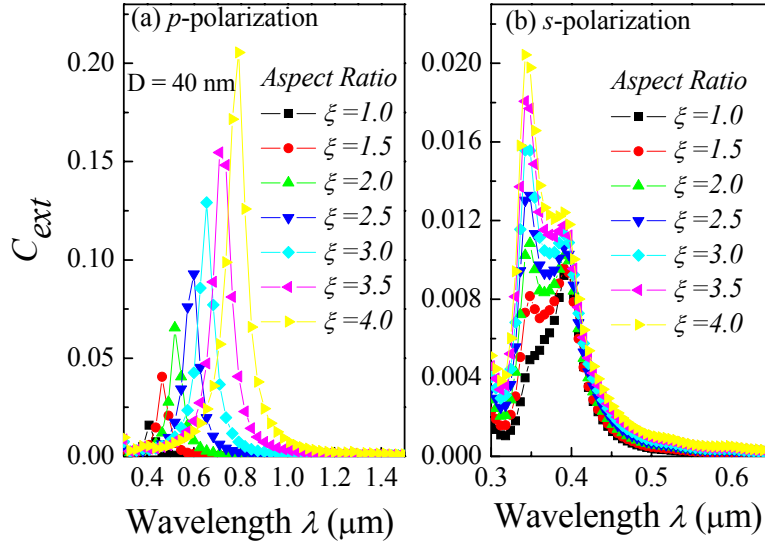 (a) p-polarization
D = 40 nm
Aspect Ratio
ξ =1.0
ξ =1.5
ξ =2.0
ξ =2.5
ξ =3.0
ξ =3.5
ξ =4.0
0.20
0.15
0.10
0.05
0.00
C_ext
0.4 0.6 0.8 1.0 1.2 1.4
Wavelength λ (μm)
(b) s-polarization
Aspect Ratio
ξ =1.0
ξ =1.5
ξ =2.0
ξ =2.5
ξ =3.0
ξ =3.5
ξ =4.0
0.020
0.016
0.012
0.008
0.004
0.000
0.3 0.4 0.5 0.6
Wavelength λ (μm)